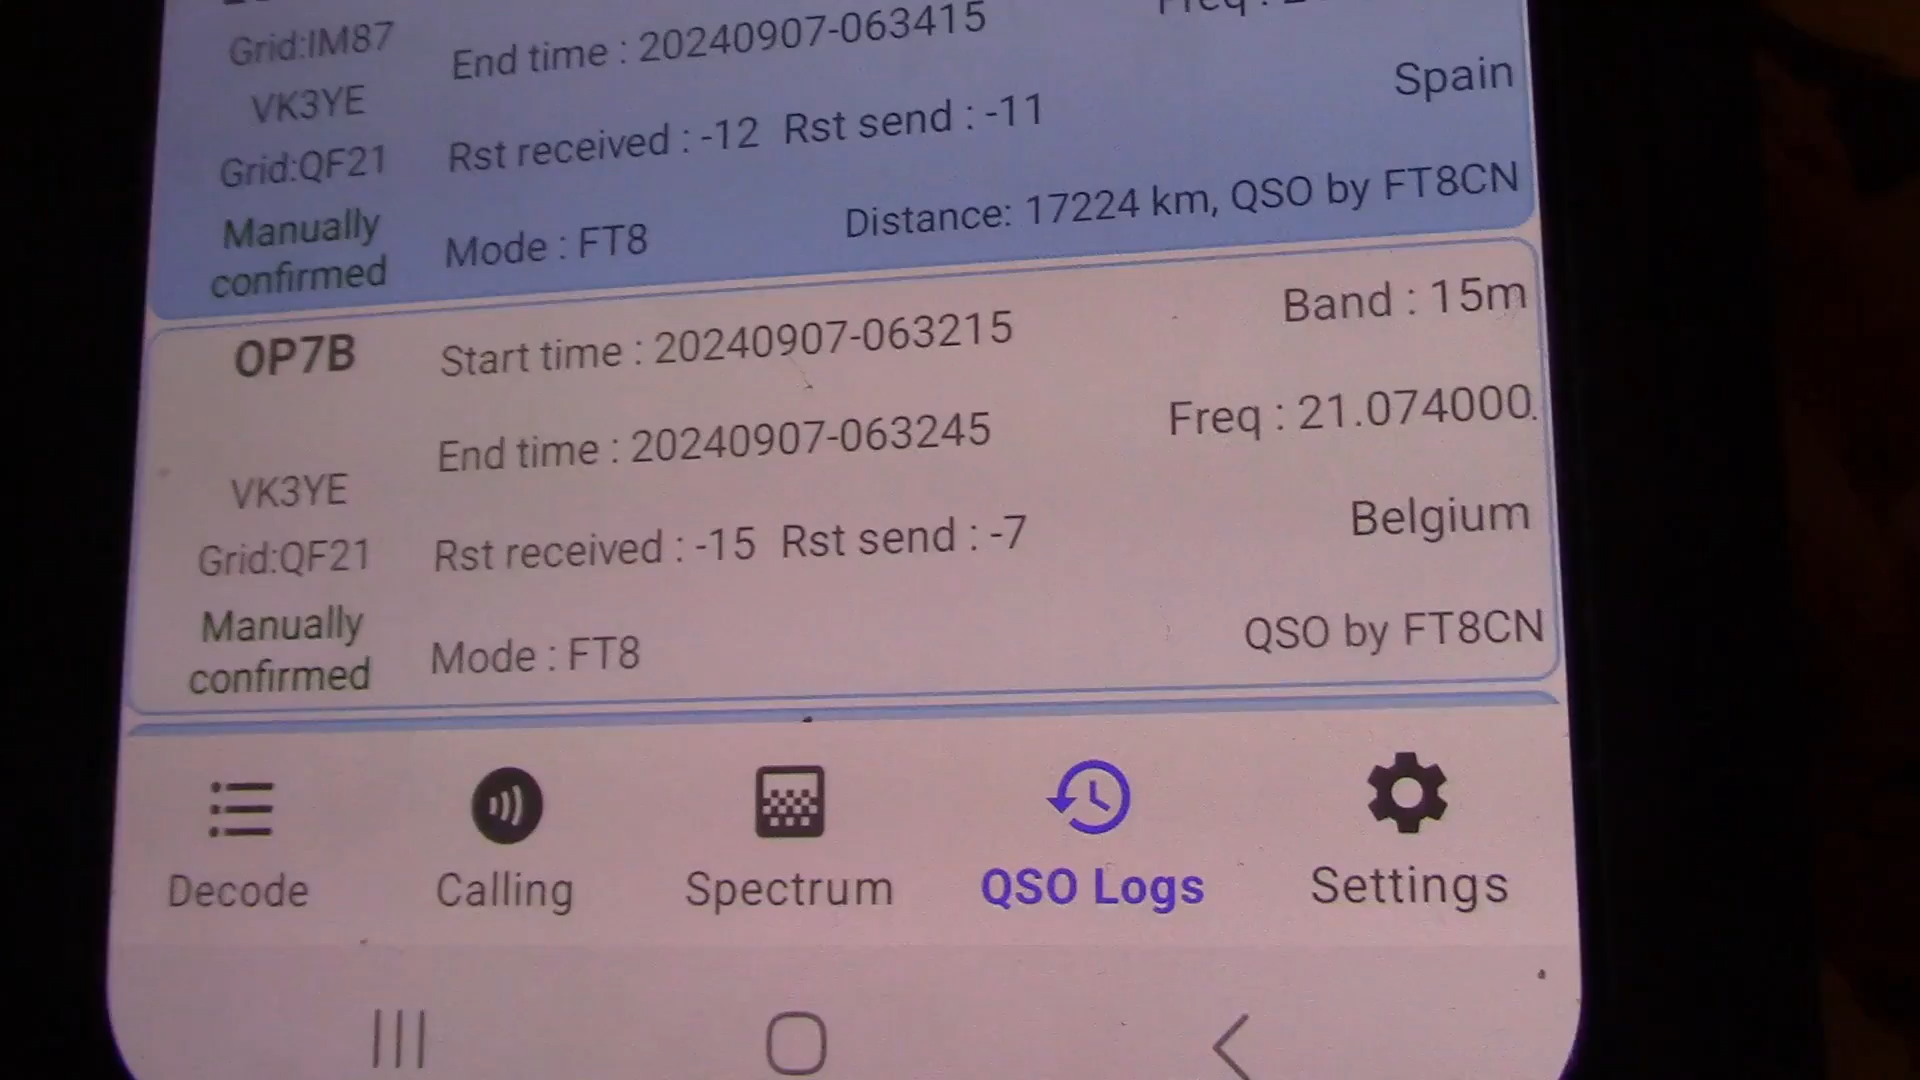 Grid:IM87
End time : 20240907-063415
Freq :
VK3YE
Spain
Grid:QF21
Rst received : -12 Rst send : -11
Manually confirmed
Mode : FT8
Distance: 17224 km, QSO by FT8CN
OP7B
Start time : 20240907-063215
Band : 15m
End time : 20240907-063245
Freq : 21.074000.
VK3YE
Grid:QF21
Rst received : -15 Rst send : -7
Belgium
Manually confirmed
Mode : FT8
QSO by FT8CN
Decode
Calling
Spectrum
QSO Logs
Settings